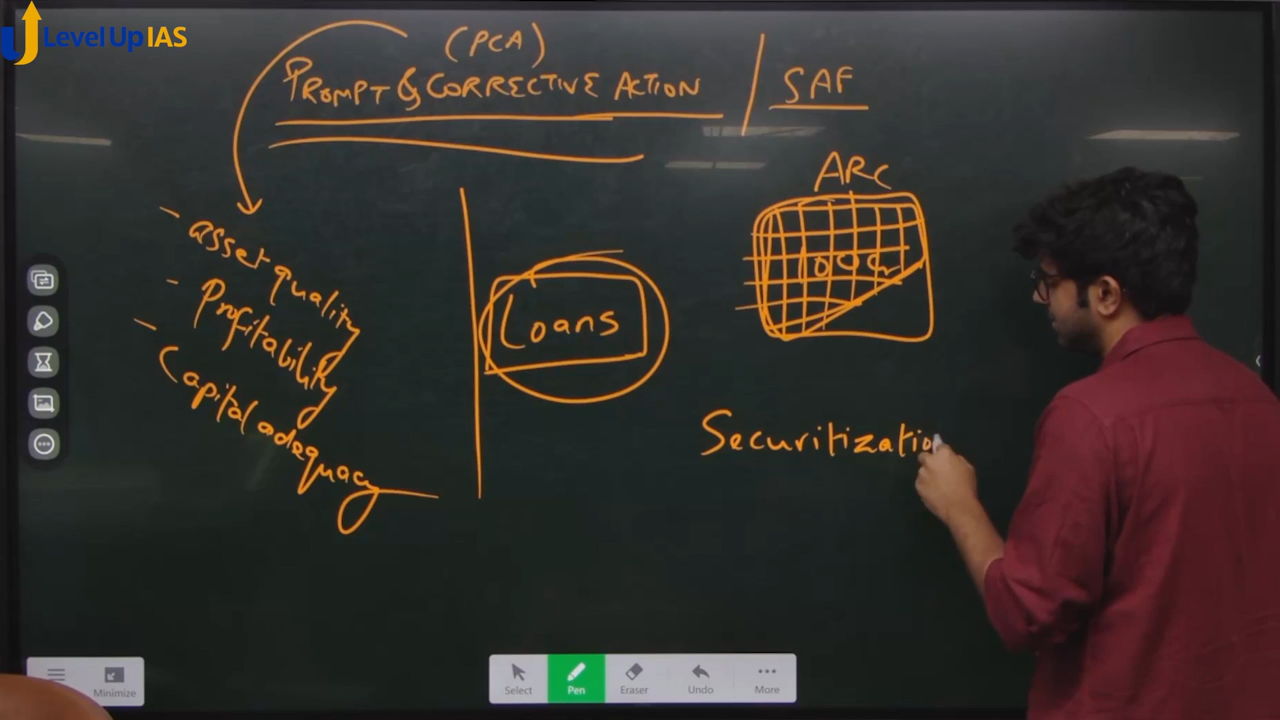 Level Up IAS
(PCA)
PROMPT & CORRECTIVE ACTION / SAF
ARC
- asset quality
- Profitability
- Capital adequacy
Loans
loan
Securitizatio
Minimize
Select
Pen
Eraser
Undo
More